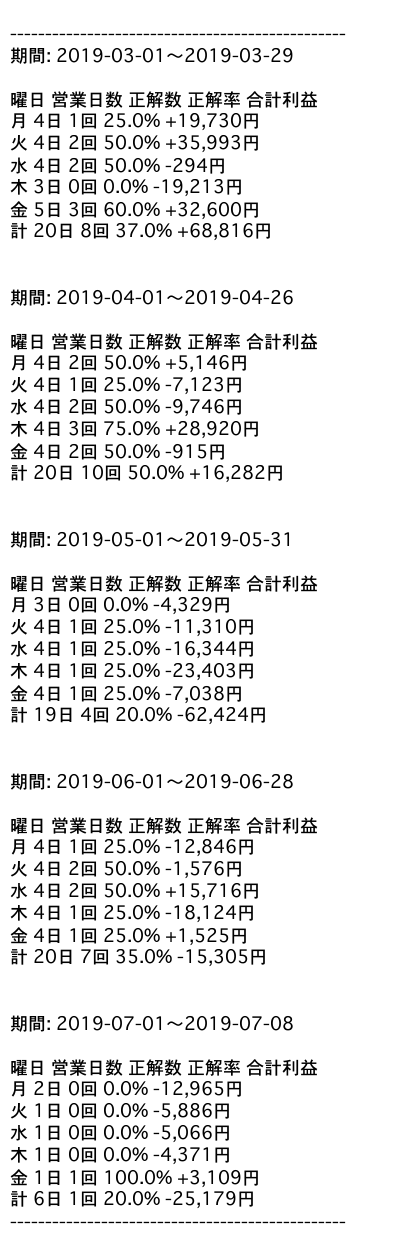 ------------------------------------------------
期間: 2019-03-01〜2019-03-29
曜日 営業日数 正解数 正解率 合計利益
月 4日 1回 25.0% +19,730円
火 4日 2回 50.0% +35,993円
水 4日 2回 50.0% -294円
木 3日 0回 0.0% -19,213円
金 5日 3回 60.0% +32,600円
計 20日 8回 37.0% +68,816円
期間: 2019-04-01〜2019-04-26
曜日 営業日数 正解数 正解率 合計利益
月 4日 2回 50.0% +5,146円
火 4日 1回 25.0% -7,123円
水 4日 2回 50.0% -9,746円
木 4日 3回 75.0% +28,920円
金 4日 2回 50.0% -915円
計 20日 10回 50.0% +16,282円
期間: 2019-05-01〜2019-05-31
曜日 営業日数 正解数 正解率 合計利益
月 3日 0回 0.0% -4,329円
火 4日 1回 25.0% -11,310円
水 4日 1回 25.0% -16,344円
木 4日 1回 25.0% -23,403円
金 4日 1回 25.0% -7,038円
計 19日 4回 20.0% -62,424円
期間: 2019-06-01〜2019-06-28
曜日 営業日数 正解数 正解率 合計利益
月 4日 1回 25.0% -12,846円
火 4日 2回 50.0% -1,576円
水 4日 2回 50.0% +15,716円
木 4日 1回 25.0% -18,124円
金 4日 1回 25.0% +1,525円
計 20日 7回 35.0% -15,305円
期間: 2019-07-01〜2019-07-08
曜日 営業日数 正解数 正解率 合計利益
月 2日 0回 0.0% -12,965円
火 1日 0回 0.0% -5,886円
水 1日 0回 0.0% -5,066円
木 1日 0回 0.0% -4,371円
金 1日 1回 100.0% +3,109円
計 6日 1回 20.0% -25,179円
------------------------------------------------